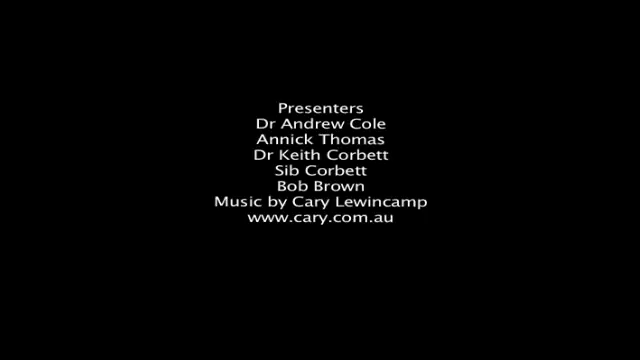 Presenters
Dr Andrew Cole
Annick Thomas
Dr Keith Corbett
Sib Corbett
Bob Brown
Music by Cary Lewincamp
www.cary.com.au